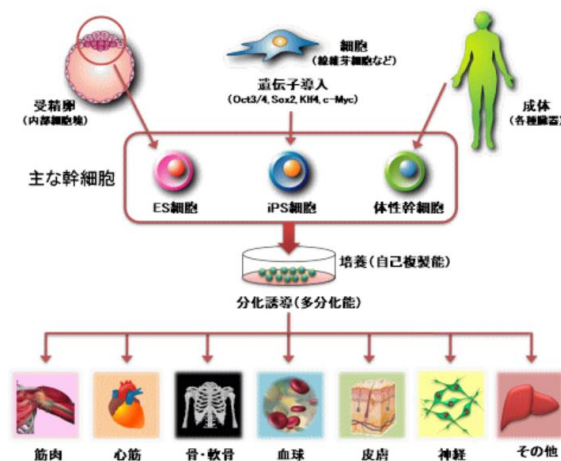 細胞
(線維芽細胞など)
遺伝子導入
(Oct3/4, Sox2, Klf4, c-Myc)
受精卵
(内部細胞塊)
成体
(各種臓器)
主な幹細胞
ES細胞
iPS細胞
体性幹細胞
培養(自己複製能)
分化誘導(多分化能)
筋肉
心筋
骨・軟骨
血球
皮膚
神経
その他